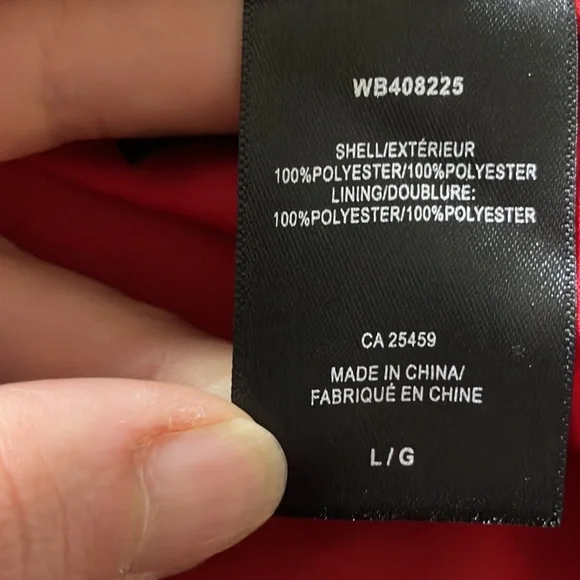 WB408225
SHELL/EXTÉRIEUR
100%POLYESTER/100%POLYESTER
LINING/DOUBLURE:
100%POLYESTER/100%POLYESTER
CA 25459
MADE IN CHINA/
FABRIQUÉ EN CHINE
L / G